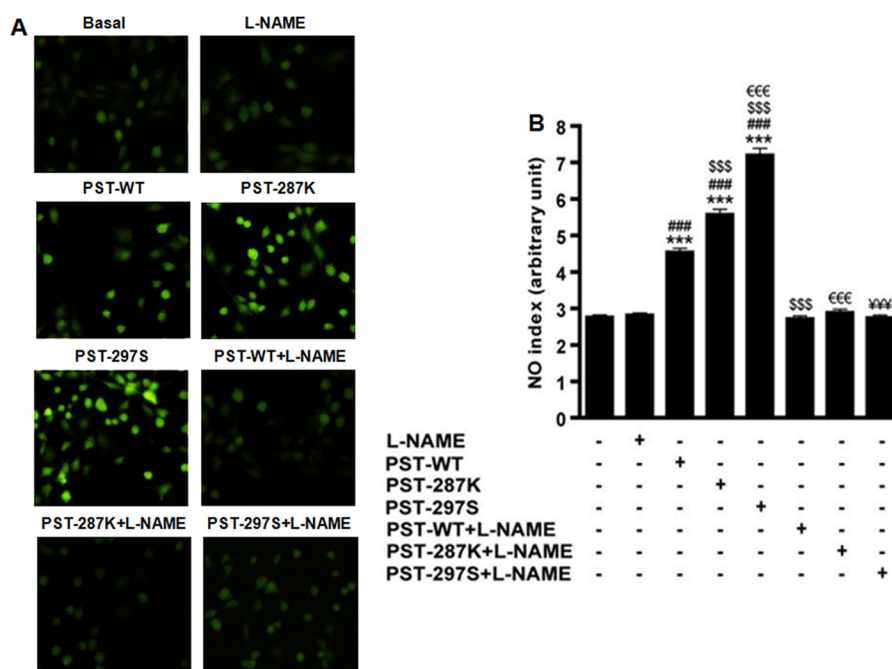 A
Basal L-NAME
PST-WT PST-287K
PST-297S PST-WT+L-NAME
PST-287K+L-NAME PST-297S+L-NAME
B
NO index (arbitrary unit)
8
7
6
5
4
3
2
1
0
###
***
$$$
###
***
€€€
$$$
###
***
$$$
€€€
¥¥¥
L-NAME - + - - - - - -
PST-WT - - + - - - - -
PST-287K - - - + - - - -
PST-297S - - - - + - - -
PST-WT+L-NAME - - - - - + - -
PST-287K+L-NAME - - - - - - + -
PST-297S+L-NAME - - - - - - - +